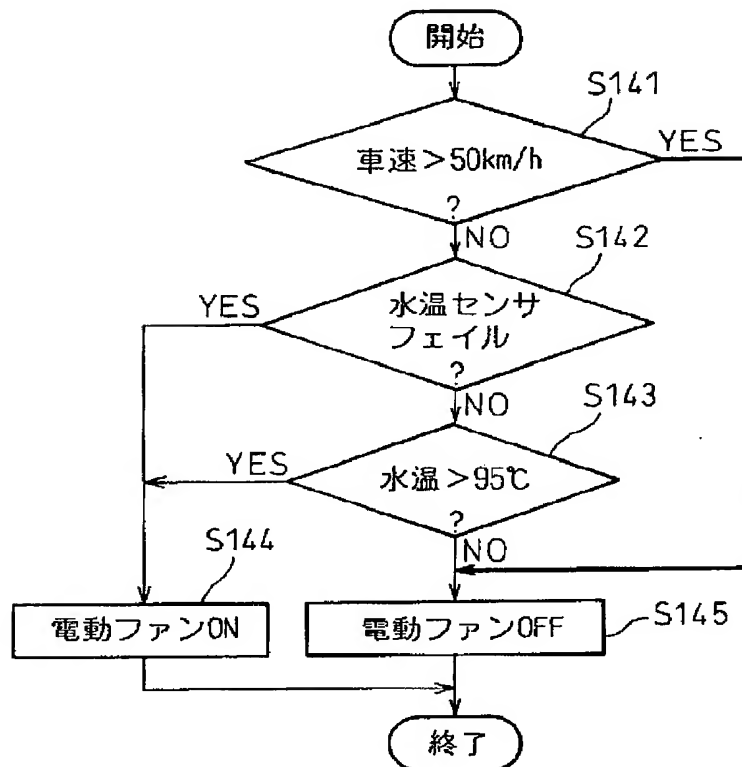 開始
S141
車速＞50km/h
?
YES
NO
S142
水温センサ
フェイル
?
YES
NO
S143
水温＞95℃
?
YES
NO
S144
電動ファンON
電動ファンOFF
S145
終了